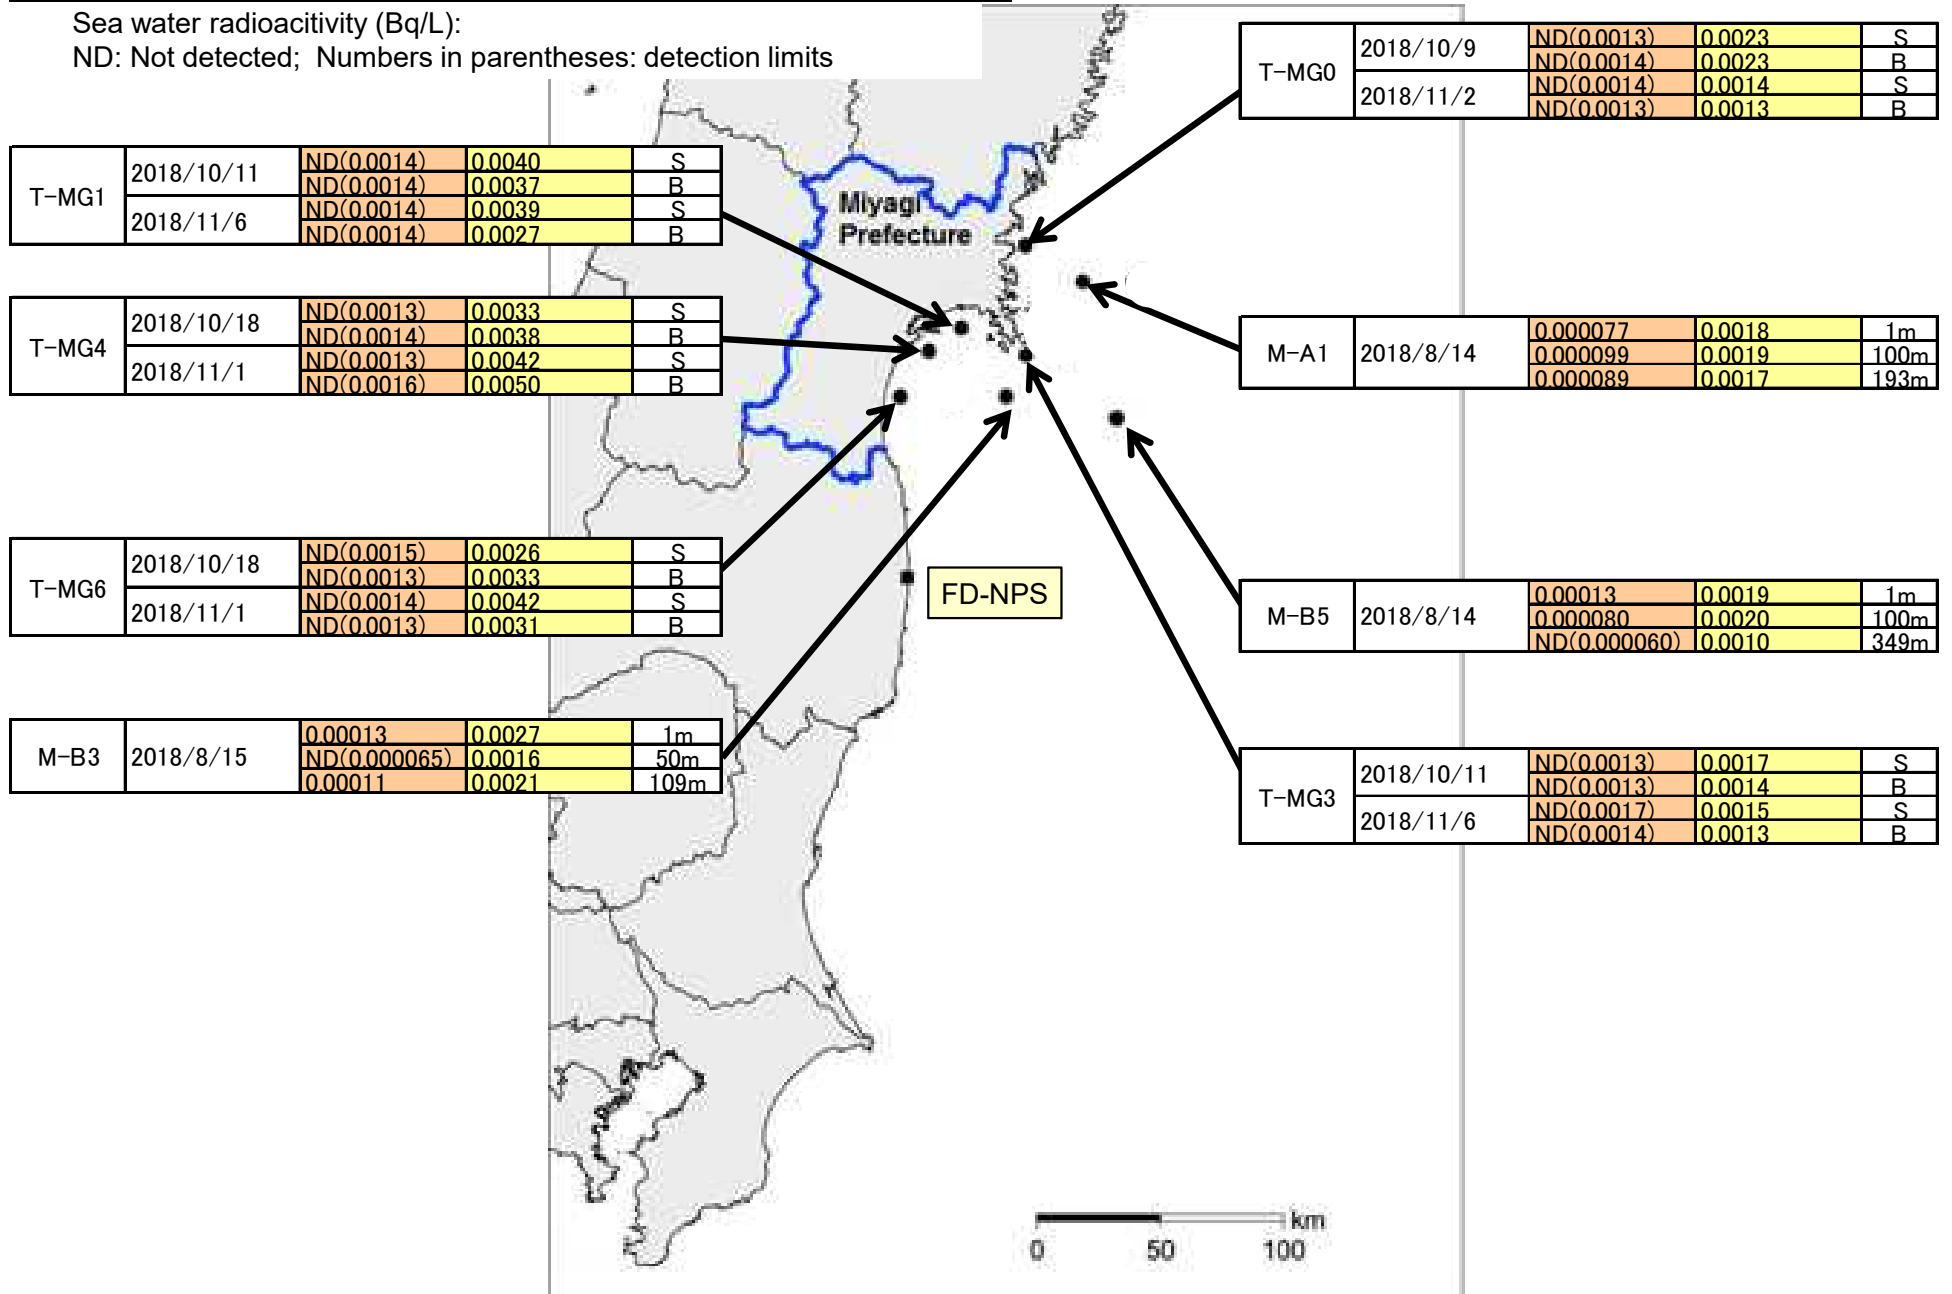 Sea water radioacitivity (Bq/L):
ND: Not detected; Numbers in parentheses: detection limits
T-MG0
2018/10/9 ND(0.0013) 0.0023 S
ND(0.0014) 0.0023 B
2018/11/2 ND(0.0014) 0.0014 S
ND(0.0013) 0.0013 B
T-MG1
2018/10/11 ND(0.0014) 0.0040 S
ND(0.0014) 0.0037 B
2018/11/6 ND(0.0014) 0.0039 S
ND(0.0014) 0.0027 B
Miyagi
Prefecture
T-MG4
2018/10/18 ND(0.0013) 0.0033 S
ND(0.0014) 0.0038 B
2018/11/1 ND(0.0013) 0.0042 S
ND(0.0016) 0.0050 B
M-A1 2018/8/14
0.000077 0.0018 1m
0.000099 0.0019 100m
0.000089 0.0017 193m
T-MG6
2018/10/18 ND(0.0015) 0.0026 S
ND(0.0013) 0.0033 B
2018/11/1 ND(0.0014) 0.0042 S
ND(0.0013) 0.0031 B
FD-NPS
M-B5 2018/8/14
0.00013 0.0019 1m
0.000080 0.0020 100m
ND(0.000060) 0.0010 349m
M-B3 2018/8/15
0.00013 0.0027 1m
ND(0.000065) 0.0016 50m
0.00011 0.0021 109m
T-MG3
2018/10/11 ND(0.0013) 0.0017 S
ND(0.0013) 0.0014 B
2018/11/6 ND(0.0017) 0.0015 S
ND(0.0014) 0.0013 B
km
0 50 100